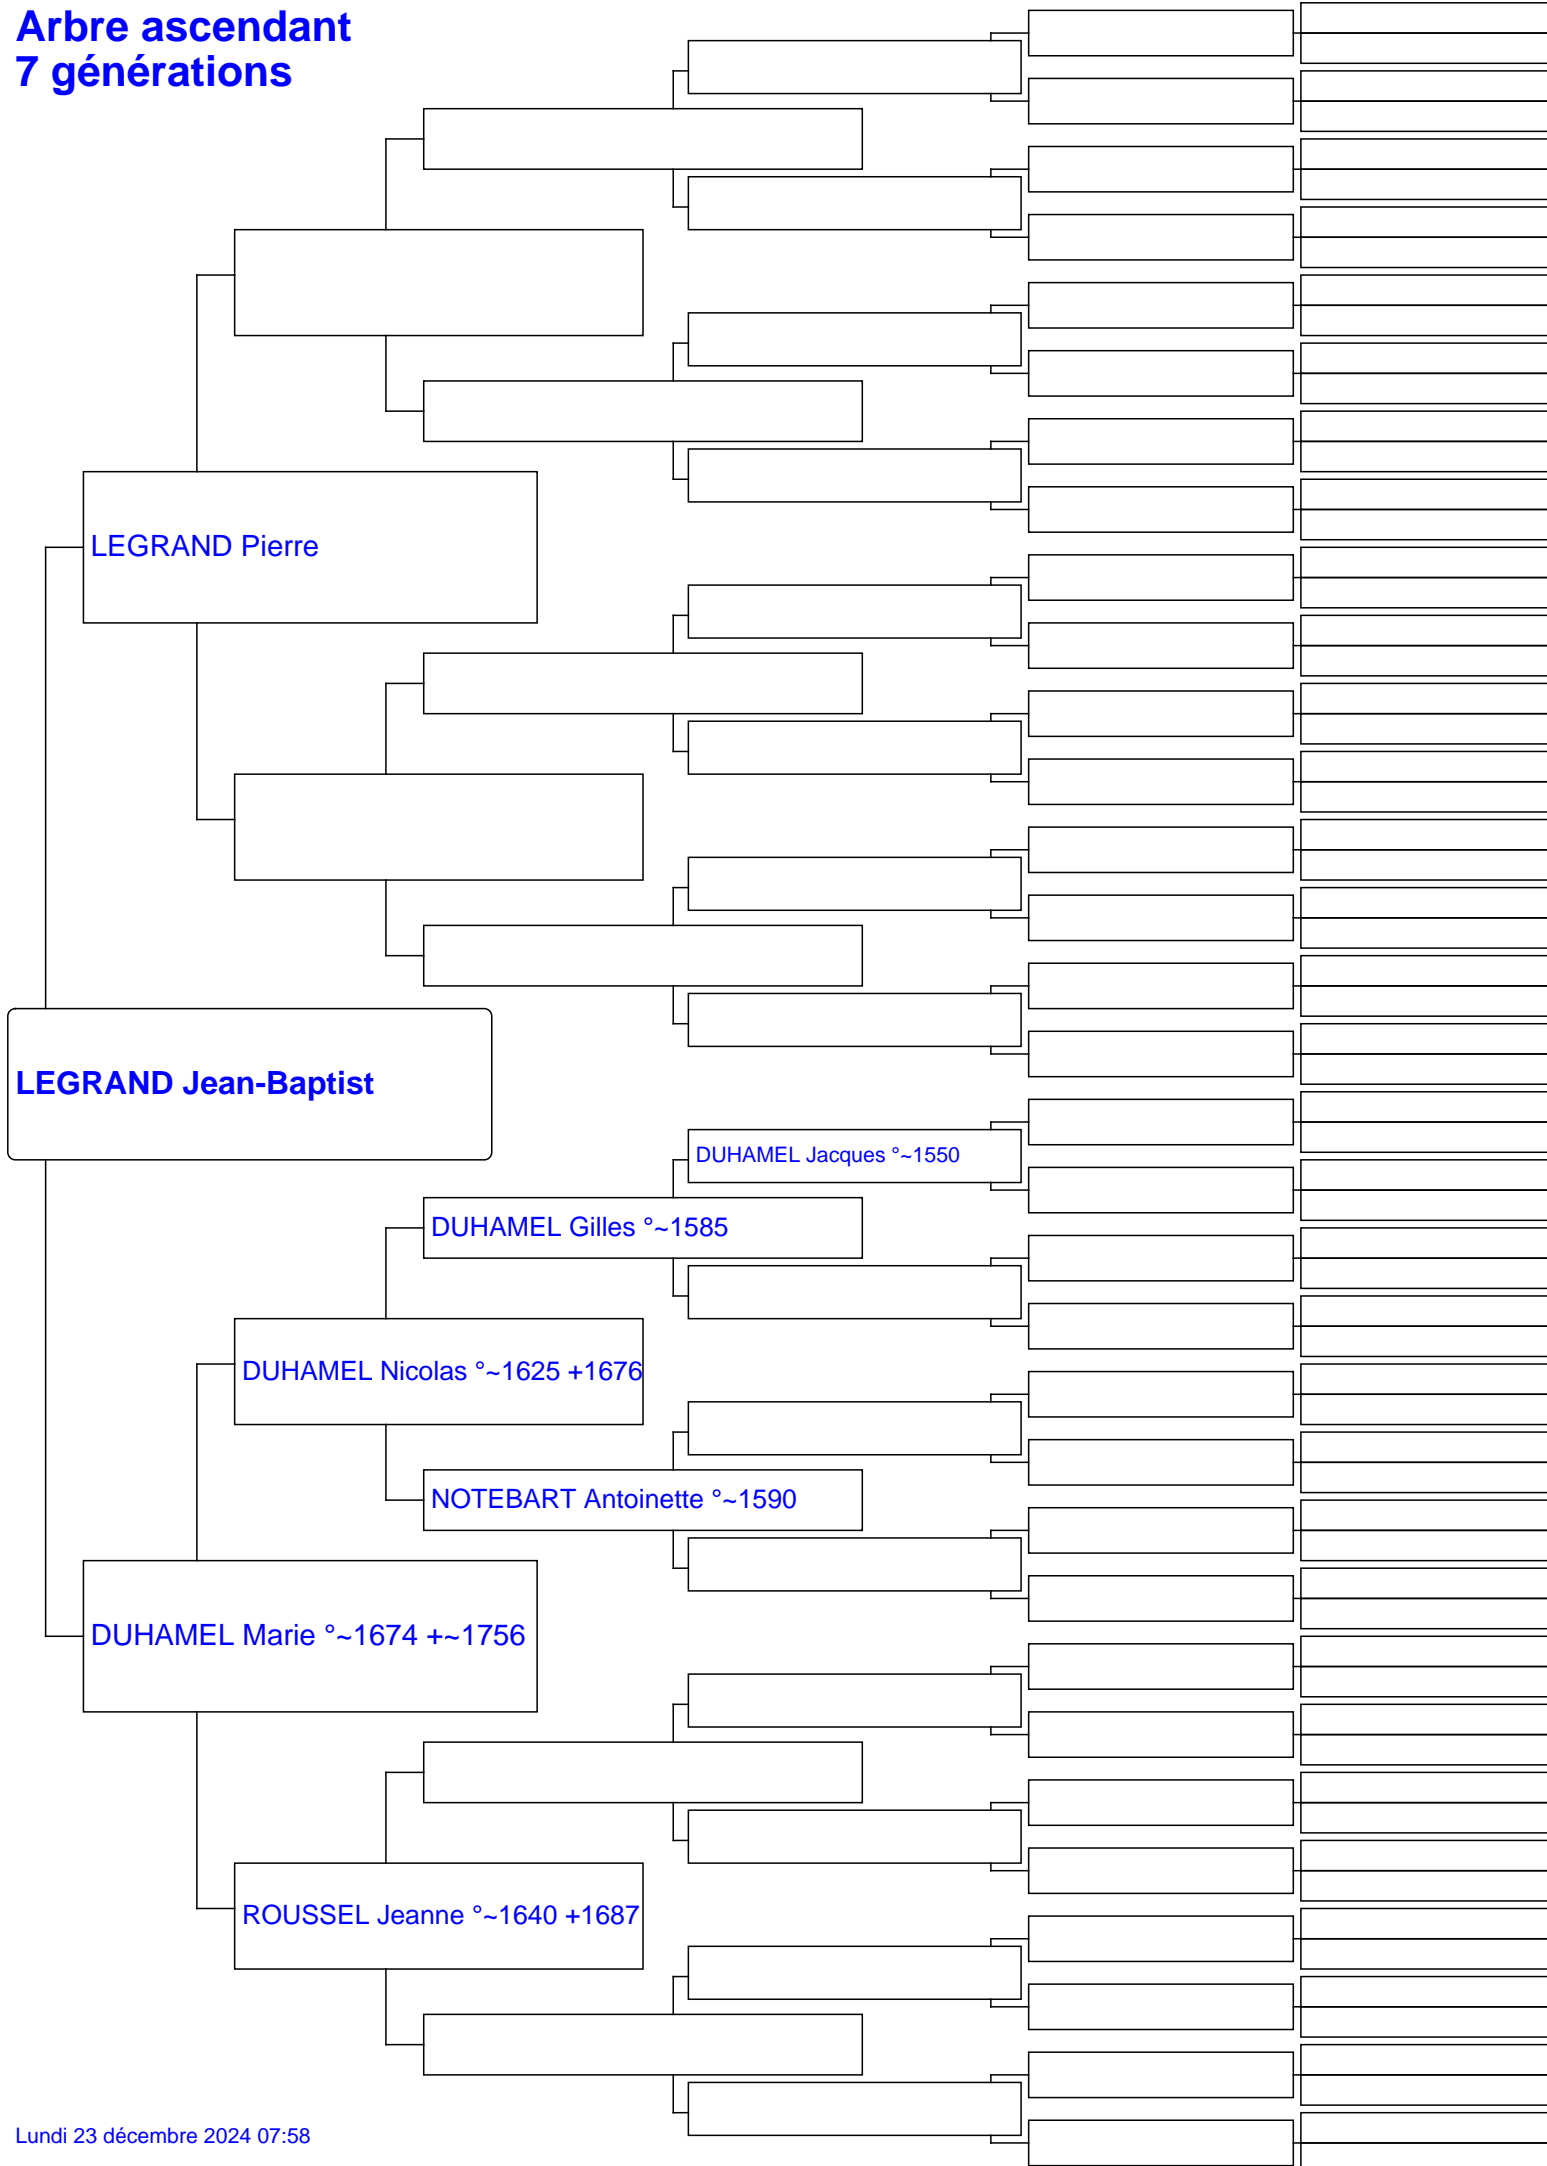 Arbre ascendant
7 générations
LEGRAND Pierre
LEGRAND Jean-Baptist
DUHAMEL Jacques °~1550
DUHAMEL Gilles °~1585
DUHAMEL Nicolas °~1625 +1676
NOTEBART Antoinette °~1590
DUHAMEL Marie °~1674 +~1756
ROUSSEL Jeanne °~1640 +1687
Lundi 23 décembre 2024 07:58